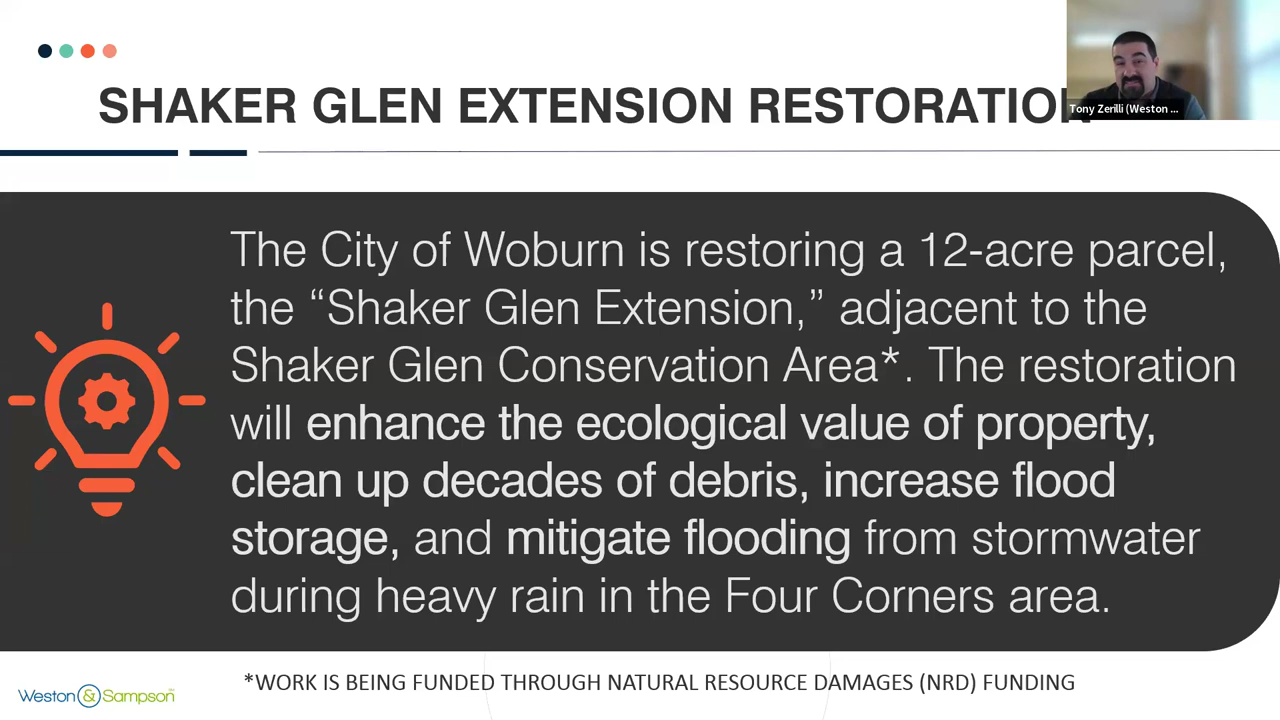 SHAKER GLEN EXTENSION RESTORATION
Tony Zerilli (Weston ...
The City of Woburn is restoring a 12-acre parcel,
the “Shaker Glen Extension,” adjacent to the
Shaker Glen Conservation Area*. The restoration
will enhance the ecological value of property,
clean up decades of debris, increase flood
storage, and mitigate flooding from stormwater
during heavy rain in the Four Corners area.
*WORK IS BEING FUNDED THROUGH NATURAL RESOURCE DAMAGES (NRD) FUNDING
Weston & Sampson